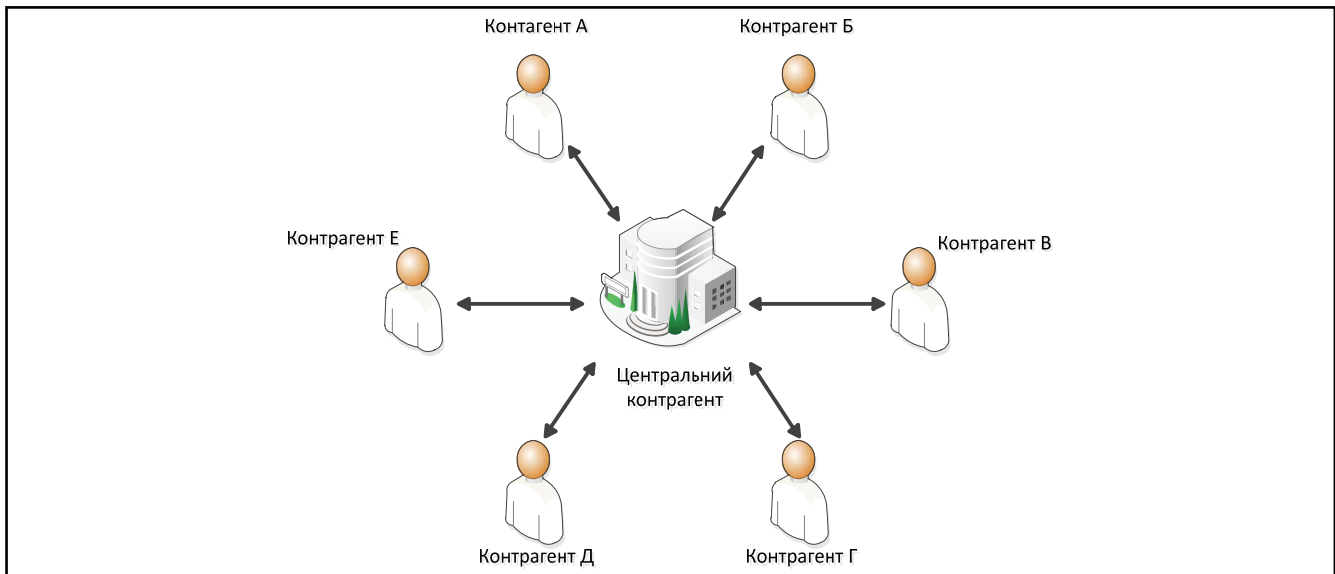 Контагент А
Контрагент Б
Контрагент Е
Контрагент В
Центральний
контрагент
Контрагент Д
Контрагент Г